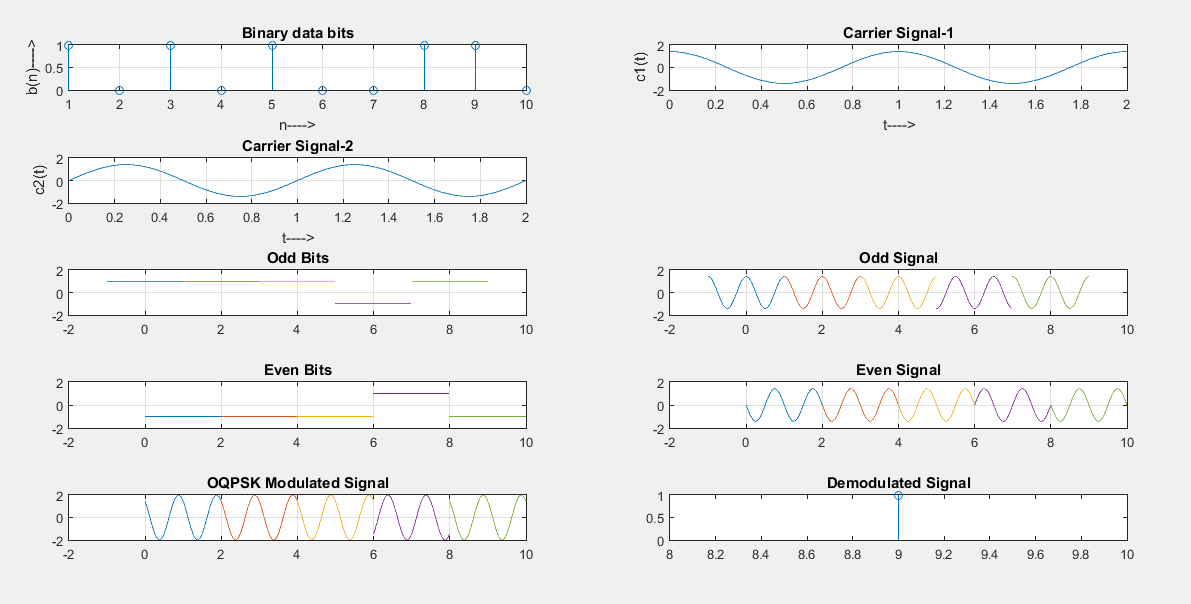 Binary data bits
b(n)---->
1
0.5
0
1 2 3 4 5 6 7 8 9 10
n---->
Carrier Signal-1
c1(t)
2
0
-2
0 0.2 0.4 0.6 0.8 1 1.2 1.4 1.6 1.8 2
t---->
Carrier Signal-2
c2(t)
2
0
-2
0 0.2 0.4 0.6 0.8 1 1.2 1.4 1.6 1.8 2
t---->
Odd Bits
2
0
-2
-2 0 2 4 6 8 10
Odd Signal
2
0
-2
-2 0 2 4 6 8 10
Even Bits
2
0
-2
-2 0 2 4 6 8 10
Even Signal
2
0
-2
-2 0 2 4 6 8 10
OQPSK Modulated Signal
2
0
-2
-2 0 2 4 6 8 10
Demodulated Signal
1
0.5
0
8 8.2 8.4 8.6 8.8 9 9.2 9.4 9.6 9.8 10